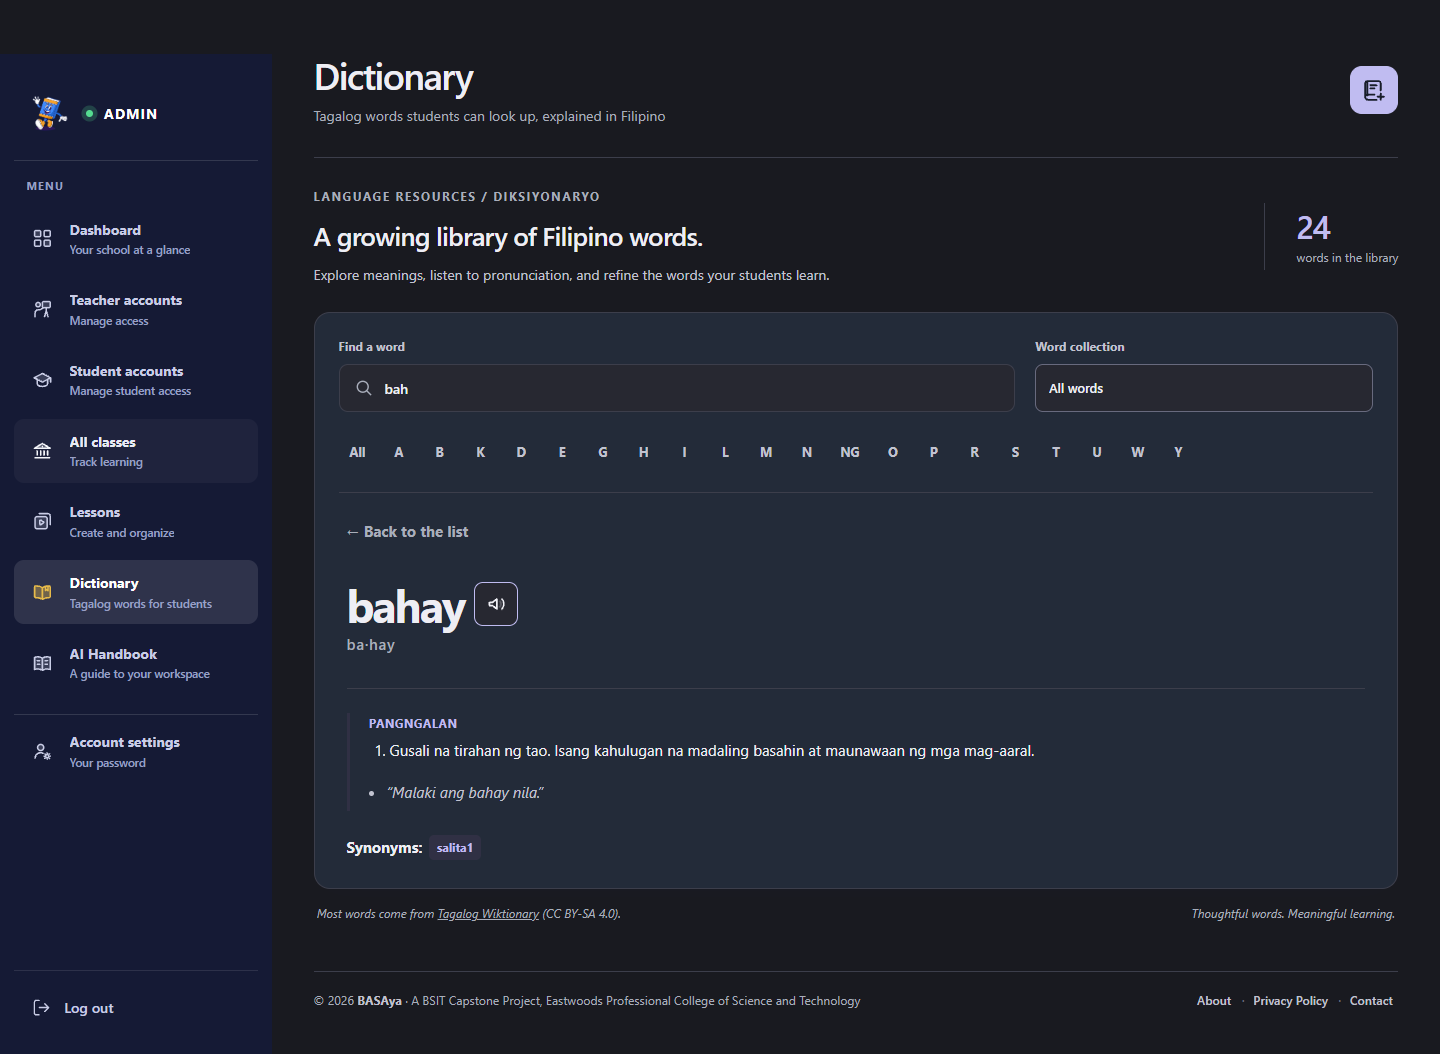 ADMIN
MENU
Dashboard
Your school at a glance
Teacher accounts
Manage access
Student accounts
Manage student access
All classes
Track learning
Lessons
Create and organize
Dictionary
Tagalog words for students
AI Handbook
A guide to your workspace
Account settings
Your password
Log out
Dictionary
Tagalog words students can look up, explained in Filipino
LANGUAGE RESOURCES / DIKSIYONARYO
A growing library of Filipino words.
Explore meanings, listen to pronunciation, and refine the words your students learn.
24
words in the library
Find a word
bah
Word collection
All words
All A B K D E G H I L M N NG O P R S T U W Y
← Back to the list
bahay
ba·hay
PANGNGALAN
1. Gusali na tirahan ng tao. Isang kahulugan na madaling basahin at maunawaan ng mga mag-aaral.
• “Malaki ang bahay nila.”
Synonyms: salita1
Most words come from Tagalog Wiktionary (CC BY-SA 4.0).
Thoughtful words. Meaningful learning.
© 2026 BASAya · A BSIT Capstone Project, Eastwoods Professional College of Science and Technology
About · Privacy Policy · Contact